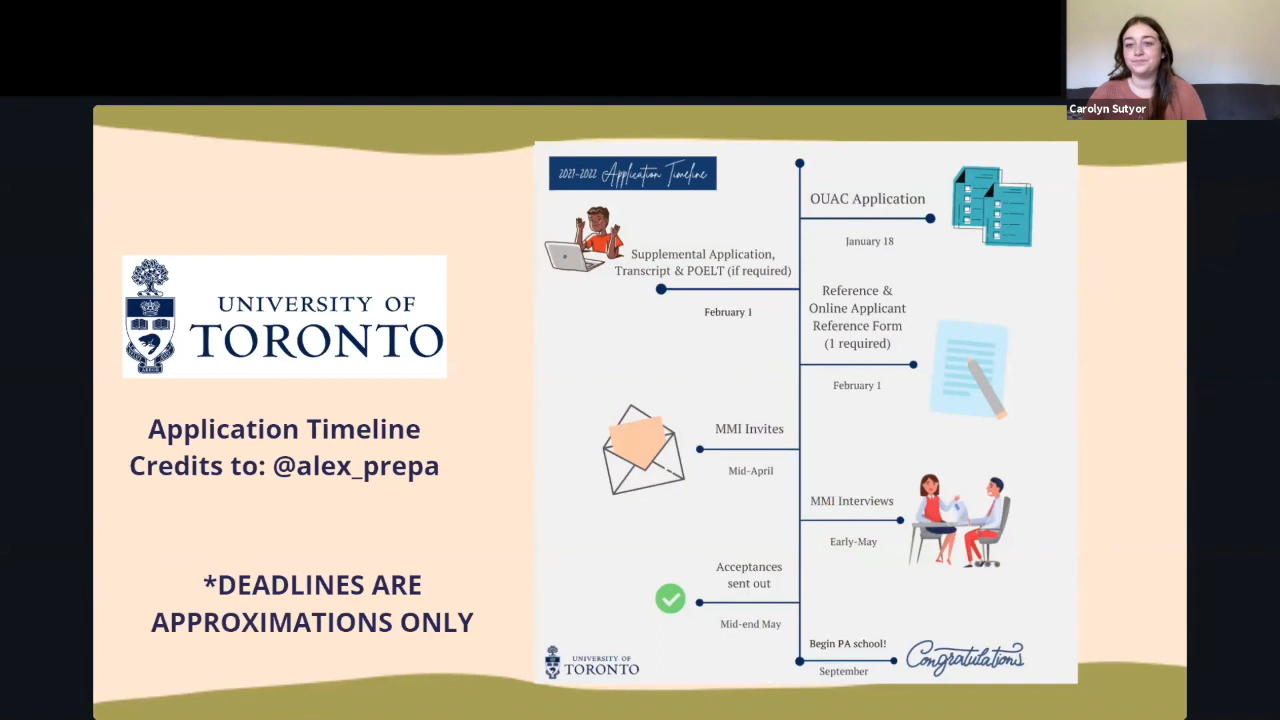 Carolyn Sutyor
UNIVERSITY OF
TORONTO
Application Timeline
Credits to: @alex_prepa
*DEADLINES ARE
APPROXIMATIONS ONLY
2021-2022 Application Timeline
OUAC Application
January 18
Supplemental Application,
Transcript & POELT (if required)
February 1
Reference &
Online Applicant
Reference Form
(1 required)
February 1
MMI Invites
Mid-April
MMI Interviews
Early-May
Acceptances
sent out
Mid-end May
Begin PA school!
September
Congratulations
UNIVERSITY OF
TORONTO